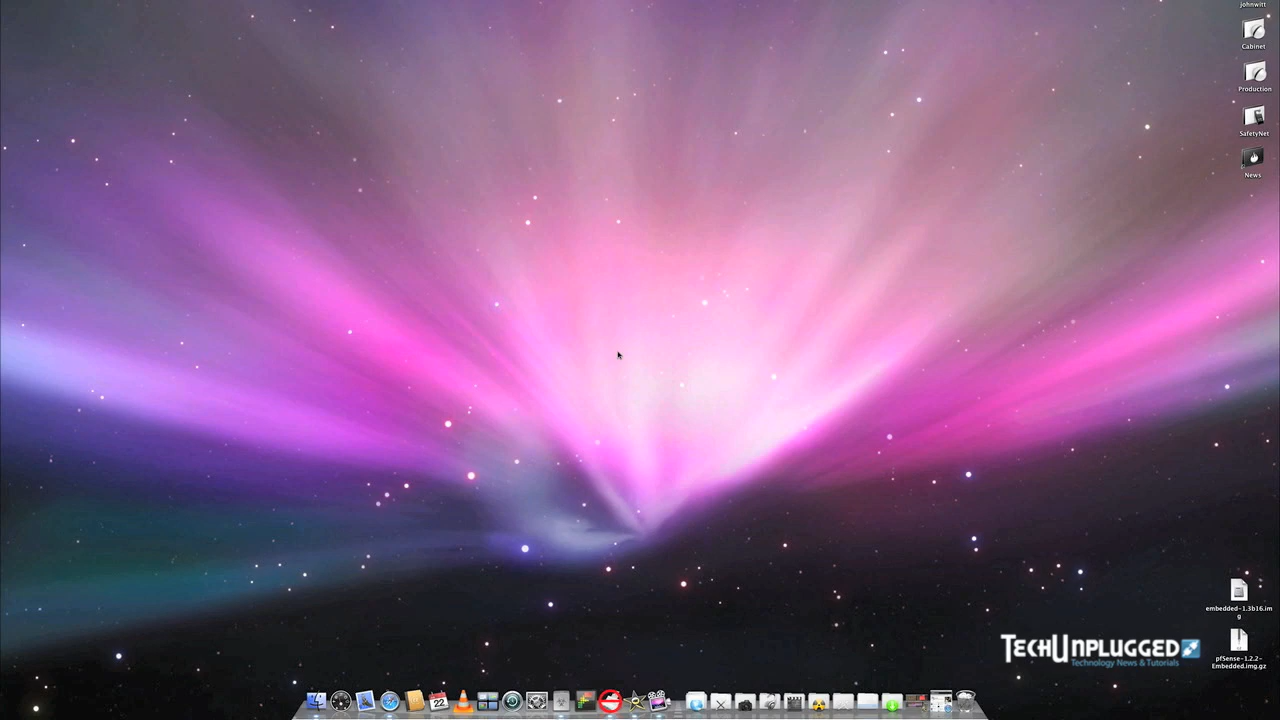 johnwitt
Cabinet
Production
SafetyNet
News
embedded-1.3b16.im
g
TECHUNPLUGGED
Technology News & Tutorials
pfSense-1.2.2-
Embedded.img.gz
22